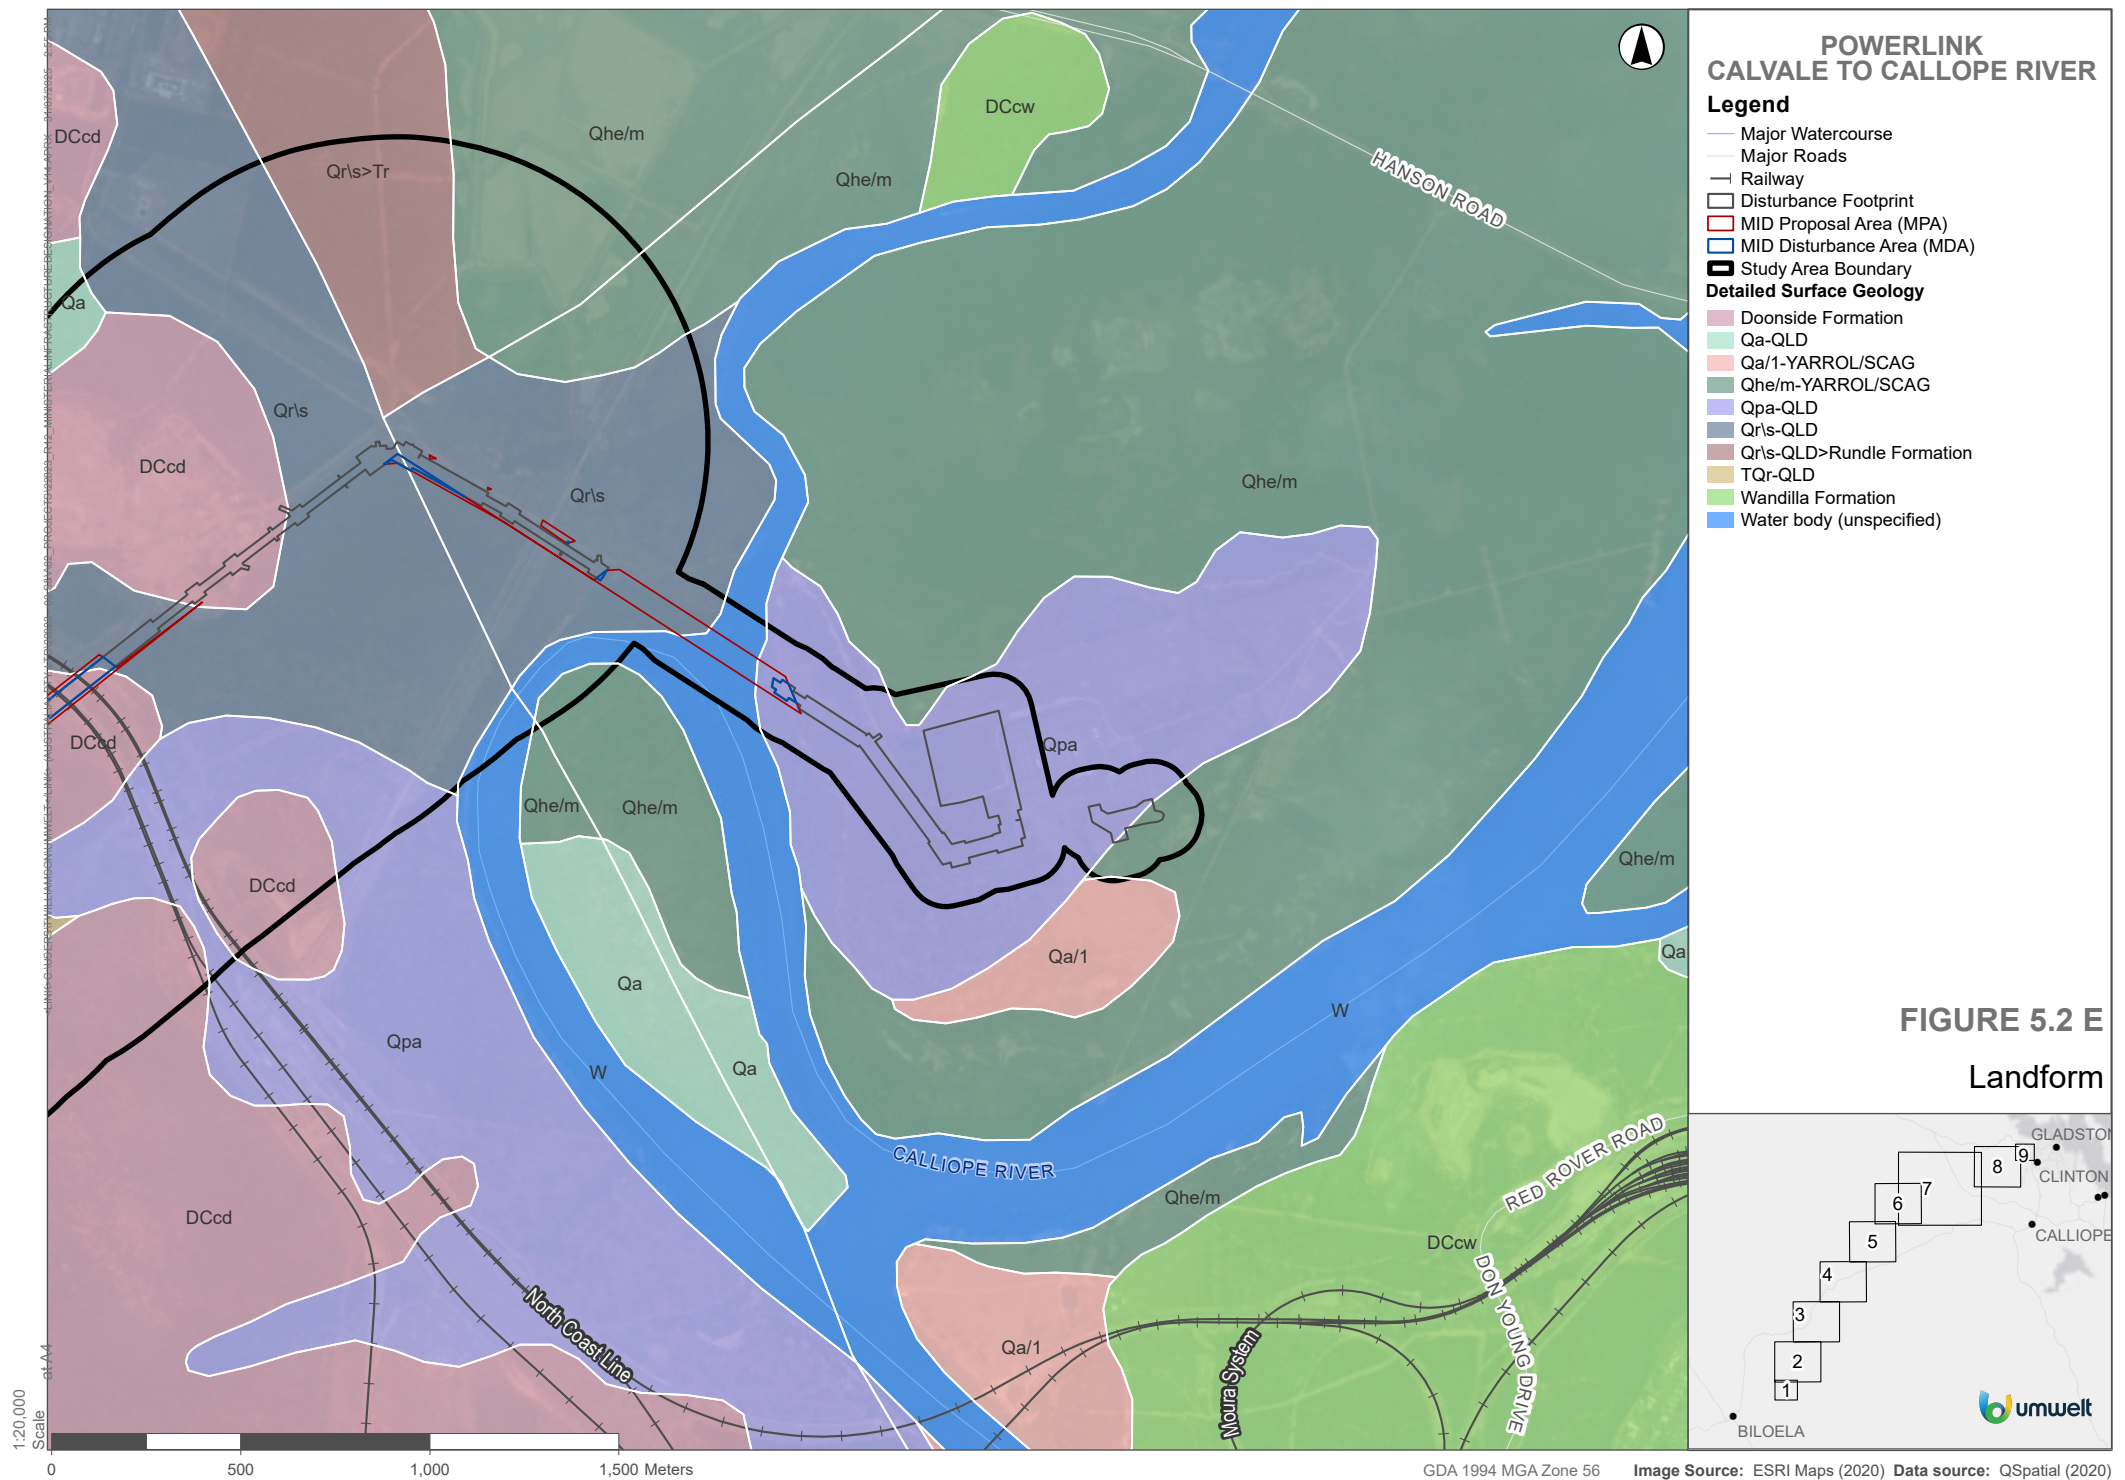 POWERLINK
CALVALE TO CALLOPE RIVER
Legend
Major Watercourse
Major Roads
Railway
Disturbance Footprint
MID Proposal Area (MPA)
MID Disturbance Area (MDA)
Study Area Boundary
Detailed Surface Geology
Doonside Formation
Qa-QLD
Qa/1-YARROL/SCAG
Qhe/m-YARROL/SCAG
Qpa-QLD
Qr\s-QLD
Qr\s-QLD>Rundle Formation
TQr-QLD
Wandilla Formation
Water body (unspecified)
FIGURE 5.2 E
Landform
GLADSTON
9
8
CLINTON
7
6
CALLIOPE
5
4
3
2
1
BILOELA
umwelt
DCcw
DCcd
Qhe/m
Qr\s>Tr
Qhe/m
HANSON ROAD
Qa
Qr\s
DCcd
Qr\s
Qhe/m
DCcd
Qpa
Qhe/m
Qhe/m
Qhe/m
DCcd
Qa/1
Qa
Qa
W
Qpa
W
Qa
CALLIOPE RIVER
RED ROVER ROAD
Qhe/m
DCcd
DCcw
DON YOUNG DRIVE
North Coast Line
Qa/1
Moura System
1:20,000
Scale
at A4
0 500 1,000 1,500 Meters
GDA 1994 MGA Zone 56 Image Source: ESRI Maps (2020) Data source: QSpatial (2020)